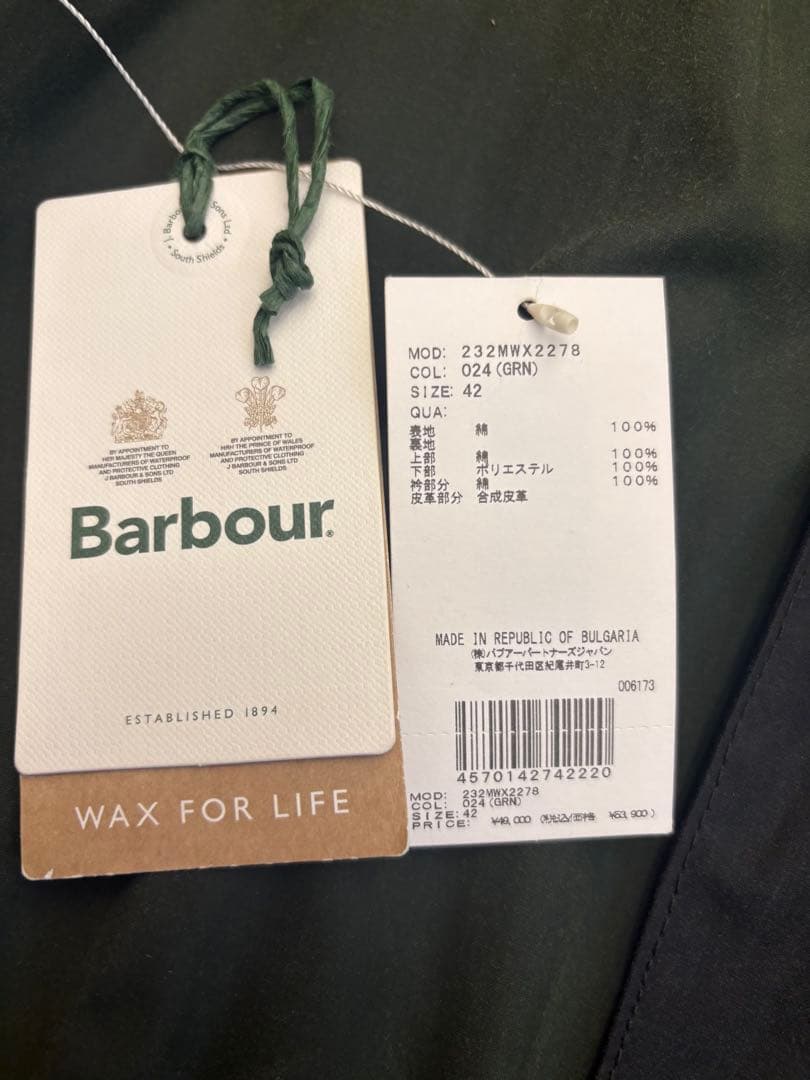 J. Barbour Sons Ltd
South Shields
BY APPOINTMENT TO
HER MAJESTY THE QUEEN
MANUFACTURERS OF WATERPROOF
AND PROTECTIVE CLOTHING
J BARBOUR & SONS LTD
SOUTH SHIELDS
BY APPOINTMENT TO
HRH THE PRINCE OF WALES
MANUFACTURERS OF WATERPROOF
AND PROTECTIVE CLOTHING
J BARBOUR & SONS LTD
SOUTH SHIELDS
Barbour®
ESTABLISHED 1894
WAX FOR LIFE
MOD: 232MWX2278
COL: 024(GRN)
SIZE: 42
QUA:
表地 綿 100%
裏地
上部 綿 100%
下部 ポリエステル 100%
衿部分 綿 100%
皮革部分 合成皮革
MADE IN REPUBLIC OF BULGARIA
(株)バブアーパートナーズジャパン
東京都千代田区紀尾井町3-12
006173
4570142742220
MOD: 232MWX2278
COL: 024(GRN)
SIZE: 42
PRICE: ¥49,000 (税込価格 ¥53,900)